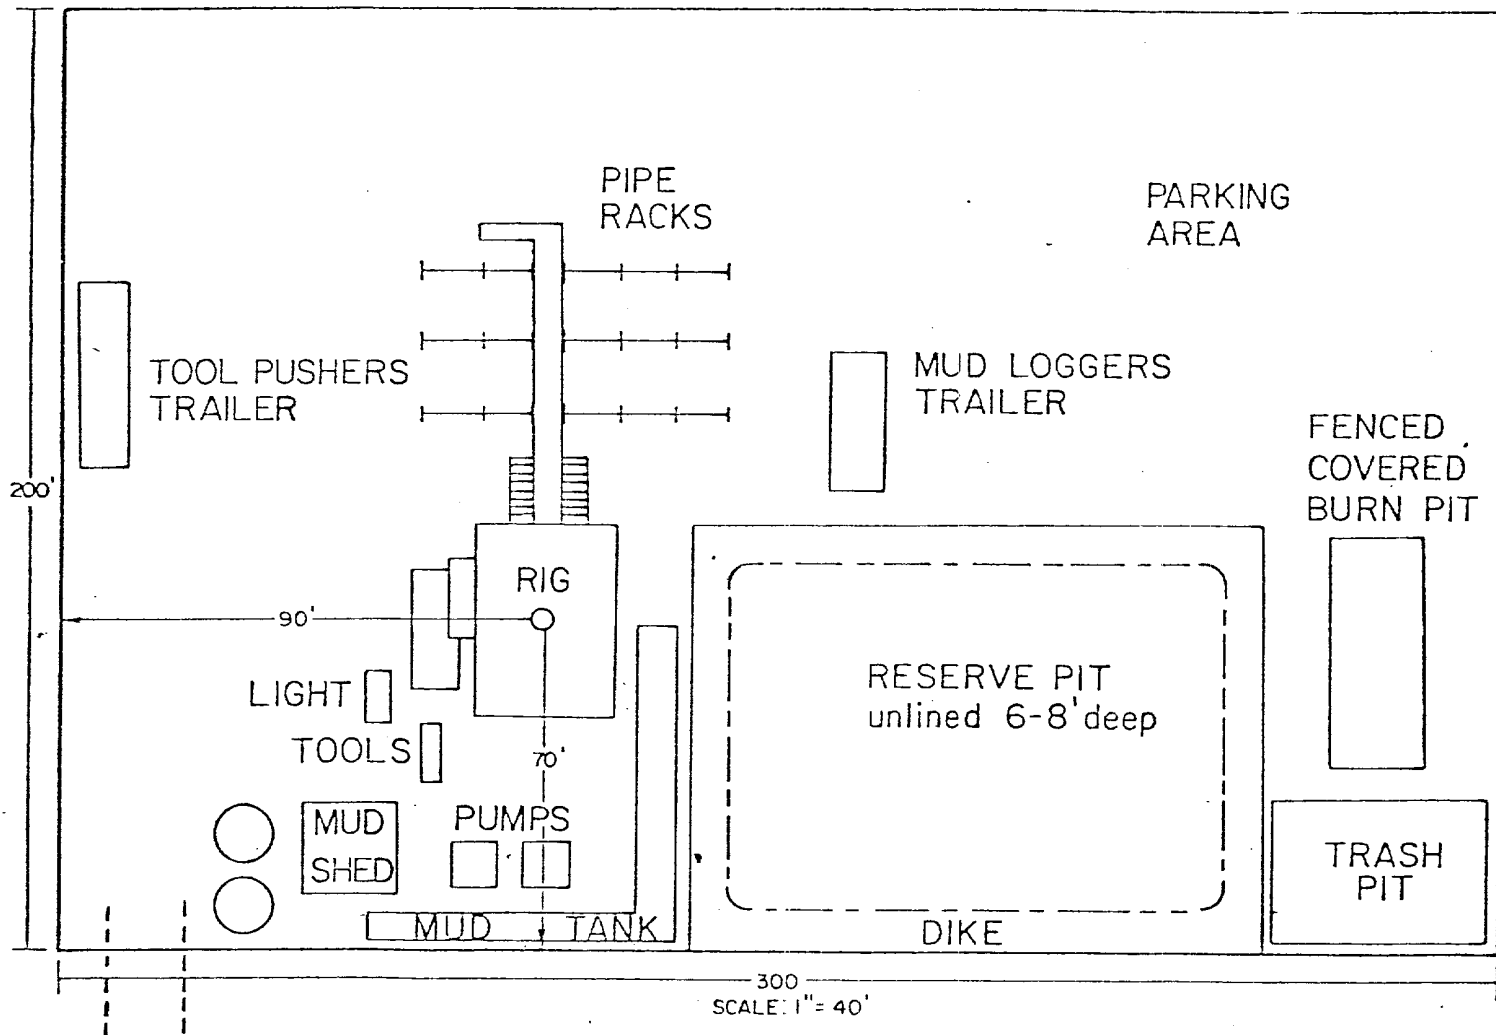 PIPE
RACKS
PARKING
AREA
TOOL PUSHERS
TRAILER
MUD LOGGERS
TRAILER
FENCED
COVERED
BURN PIT
200'
RIG
90'
RESERVE PIT
unlined 6-8' deep
LIGHT
TOOLS
70'
MUD
SHED
PUMPS
TRASH
PIT
MUD TANK
DIKE
300
SCALE: 1" = 40'